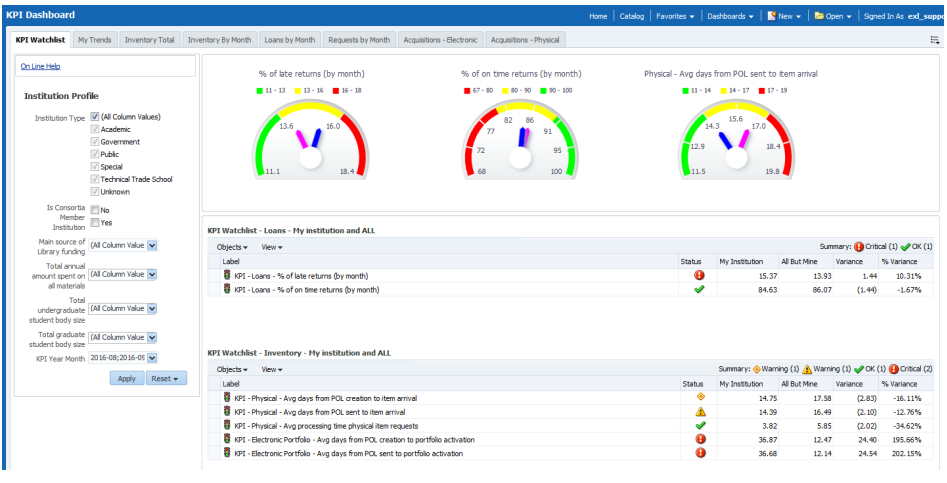 KPI Dashboard
Home Catalog Favorites Dashboards New Open Signed In As exl_suppo
KPI Watchlist My Trends Inventory Total Inventory By Month Loans by Month Requests by Month Acquisitions - Electronic Acquisitions - Physical
On Line Help
Institution Profile
Institution Type (All Column Values)
Academic
Government
Public
Special
Technical Trade School
Unknown
Is Consortia Member Institution No
Yes
Main source of Library funding (All Column Value
Total annual amount spent on all materials (All Column Value
Total undergraduate student body size (All Column Value
Total graduate student body size (All Column Value
KPI Year Month 2016-08;2016-05
Apply Reset
% of late returns (by month)
11 - 13 13 - 16 16 - 18
13.6 16.0
11.1 18.4
% of on time returns (by month)
67 - 80 80 - 90 90 - 100
82 86
77 91
72 95
68 100
Physical - Avg days from POL sent to item arrival
11 - 14 14 - 17 17 - 19
15.6
14.3 17.0
12.9 18.4
11.5 19.8
KPI Watchlist - Loans - My institution and ALL
Objects View Summary: Critical (1) OK (1)
Label Status My Institution All But Mine Variance % Variance
KPI - Loans - % of late returns (by month) 15.37 13.93 1.44 10.31%
KPI - Loans - % of on time returns (by month) 84.63 86.07 (1.44) -1.67%
KPI Watchlist - Inventory - My institution and ALL
Objects View Summary: Warning (1) Warning (1) OK (1) Critical (2)
Label Status My Institution All But Mine Variance % Variance
KPI - Physical - Avg days from POL creation to item arrival 14.75 17.58 (2.83) -16.11%
KPI - Physical - Avg days from POL sent to item arrival 14.39 16.49 (2.10) -12.76%
KPI - Physical - Avg processing time physical item requests 3.82 5.85 (2.02) -34.62%
KPI - Electronic Portfolio - Avg days from POL creation to portfolio activation 36.87 12.47 24.40 195.66%
KPI - Electronic Portfolio - Avg days from POL sent to portfolio activation 36.68 12.14 24.54 202.15%